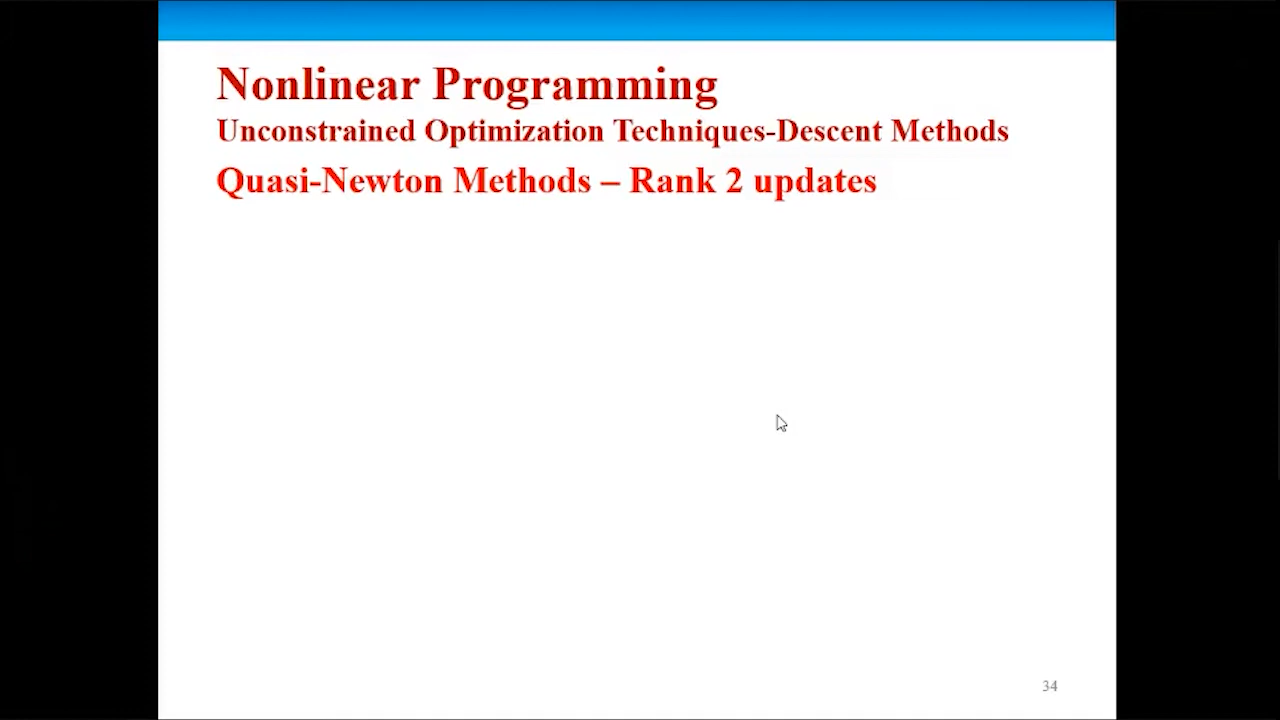 Nonlinear Programming
Unconstrained Optimization Techniques-Descent Methods
Quasi-Newton Methods – Rank 2 updates
34